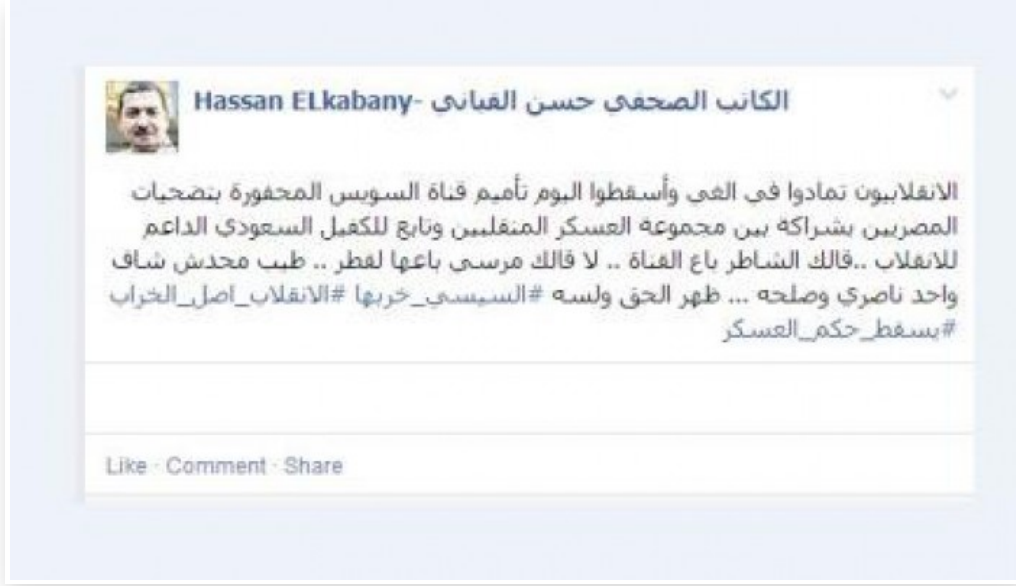 الكاتب الصحفي حسن القباني -Hassan ELkabany
الانقلابيون تمادوا في الغي وأسقطوا اليوم تأميم قناة السويس المحفورة بتضحيات
المصريين بشراكة بين مجموعة العسكر المنقلبين وتابع للكفيل السعودي الداعم
للانقلاب ..قالك الشاطر باع القناة .. لا قالك مرسي باعها لقطر .. طيب محدش شاف
واحد ناصري وصلحه ... ظهر الحق ولسه #السيسي_خربها #الانقلاب_اصل_الخراب
#يسقط_حكم_العسكر
Like · Comment · Share